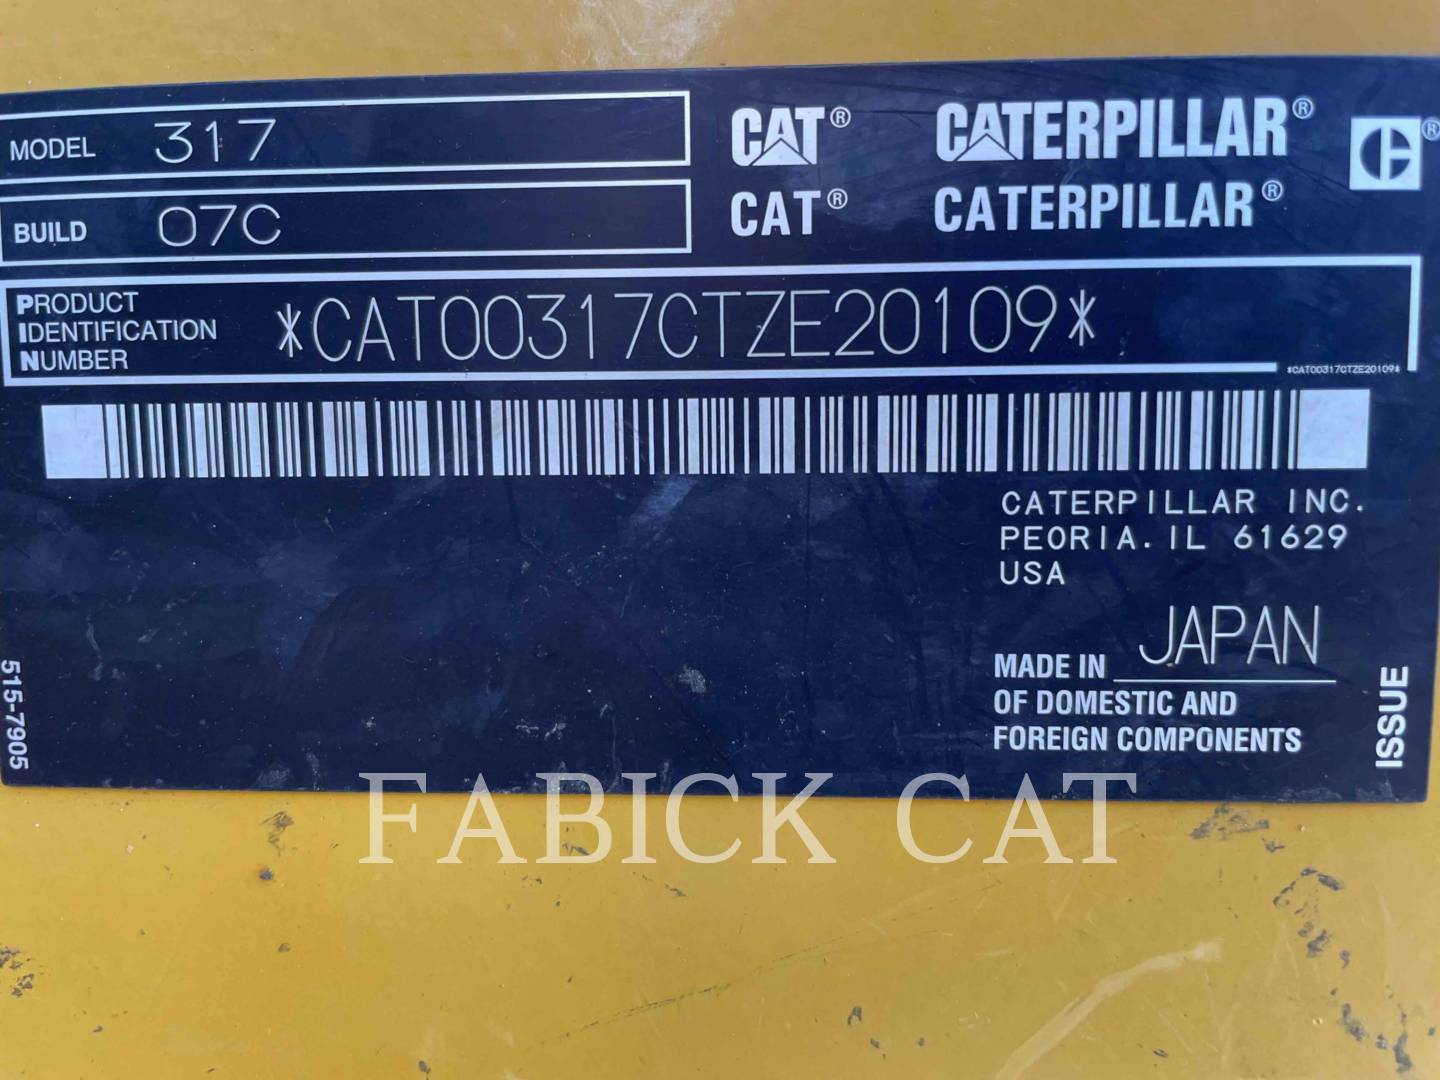 MODEL 317
BUILD 07C
CAT® CATERPILLAR®
CAT® CATERPILLAR®
PRODUCT
IDENTIFICATION
NUMBER
*CAT00317CTZE20109*
*CAT00317CTZE20109*
CATERPILLAR INC.
PEORIA. IL 61629
USA
MADE IN JAPAN
OF DOMESTIC AND
FOREIGN COMPONENTS
ISSUE
515-7905
FABICK CAT